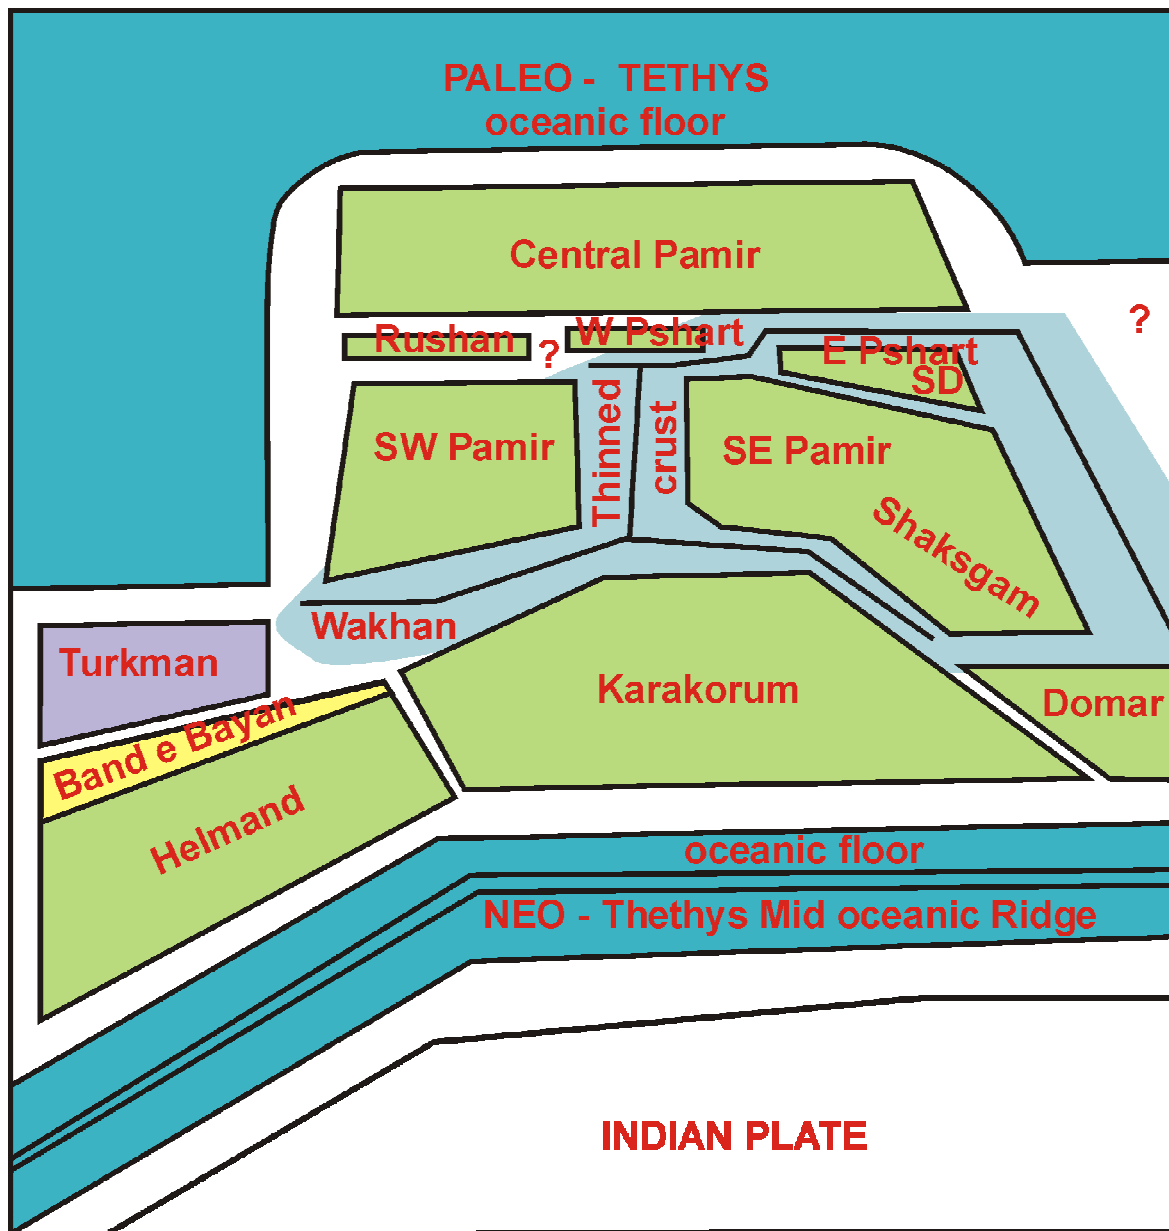 PALEO - TETHYS
oceanic floor
Central Pamir
?
Rushan
?
W Pshart
E Pshart
SD
SW Pamir
Thinned
crust
SE Pamir
Shaksgam
Wakhan
Turkman
Karakorum
Domar
Band e Bayan
Helmand
oceanic floor
NEO - Thethys Mid oceanic Ridge
INDIAN PLATE